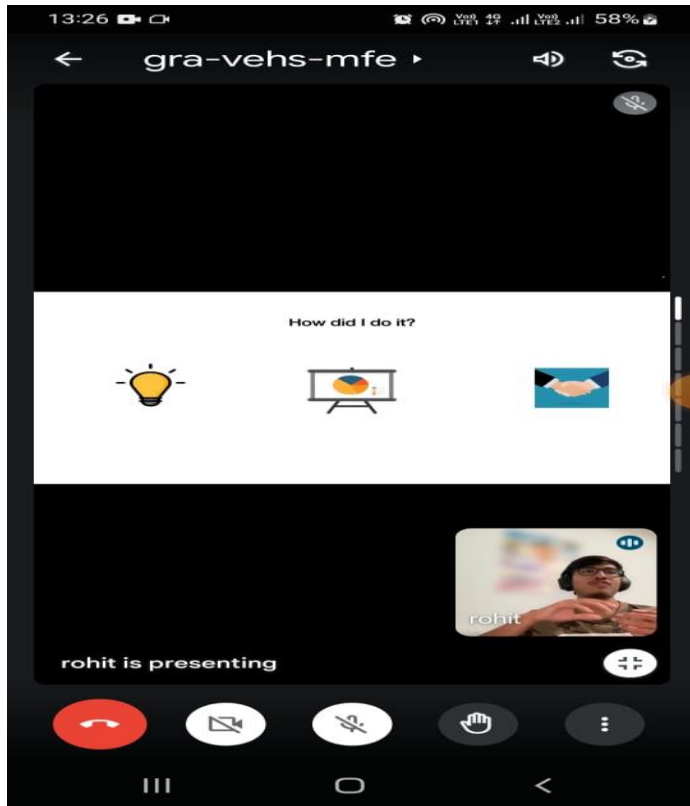 13:26 58%
gra-vehs-mfe
How did I do it?
rohit
rohit is presenting